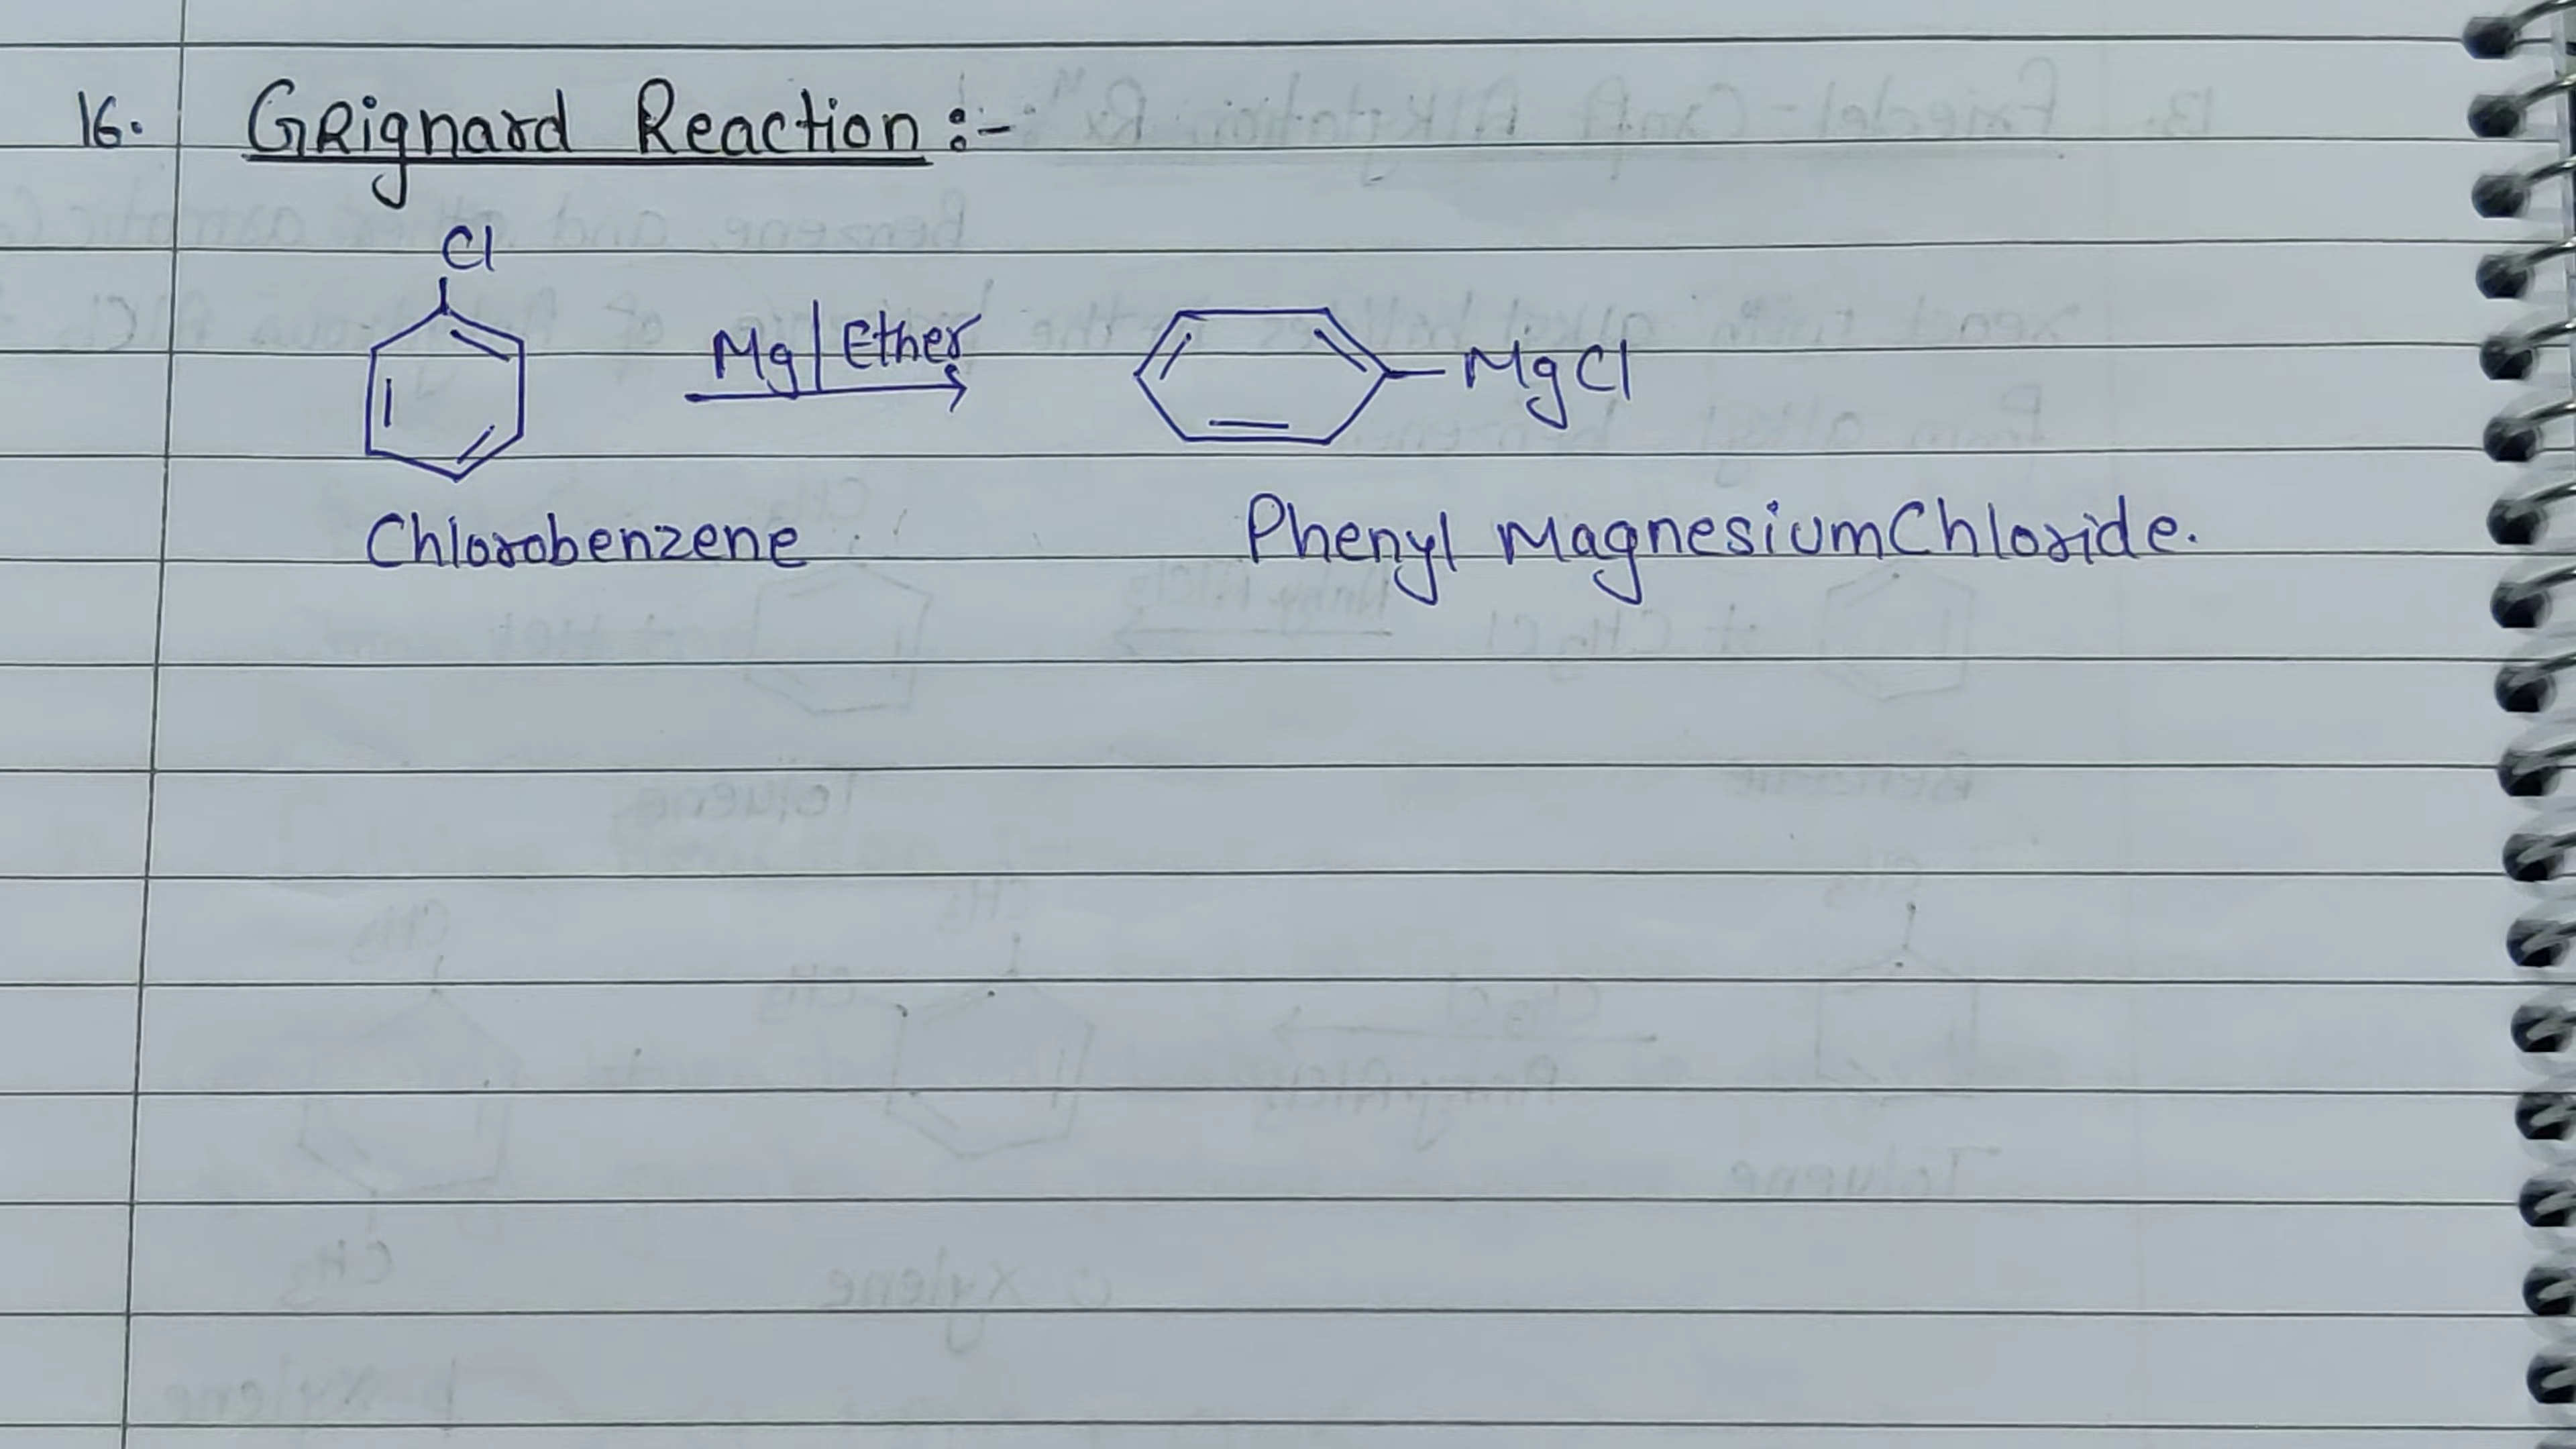 16. GRignard Reaction :-
Cl
Mg | Ether
MgCl
Chlorobenzene
Phenyl MagnesiumChloride.